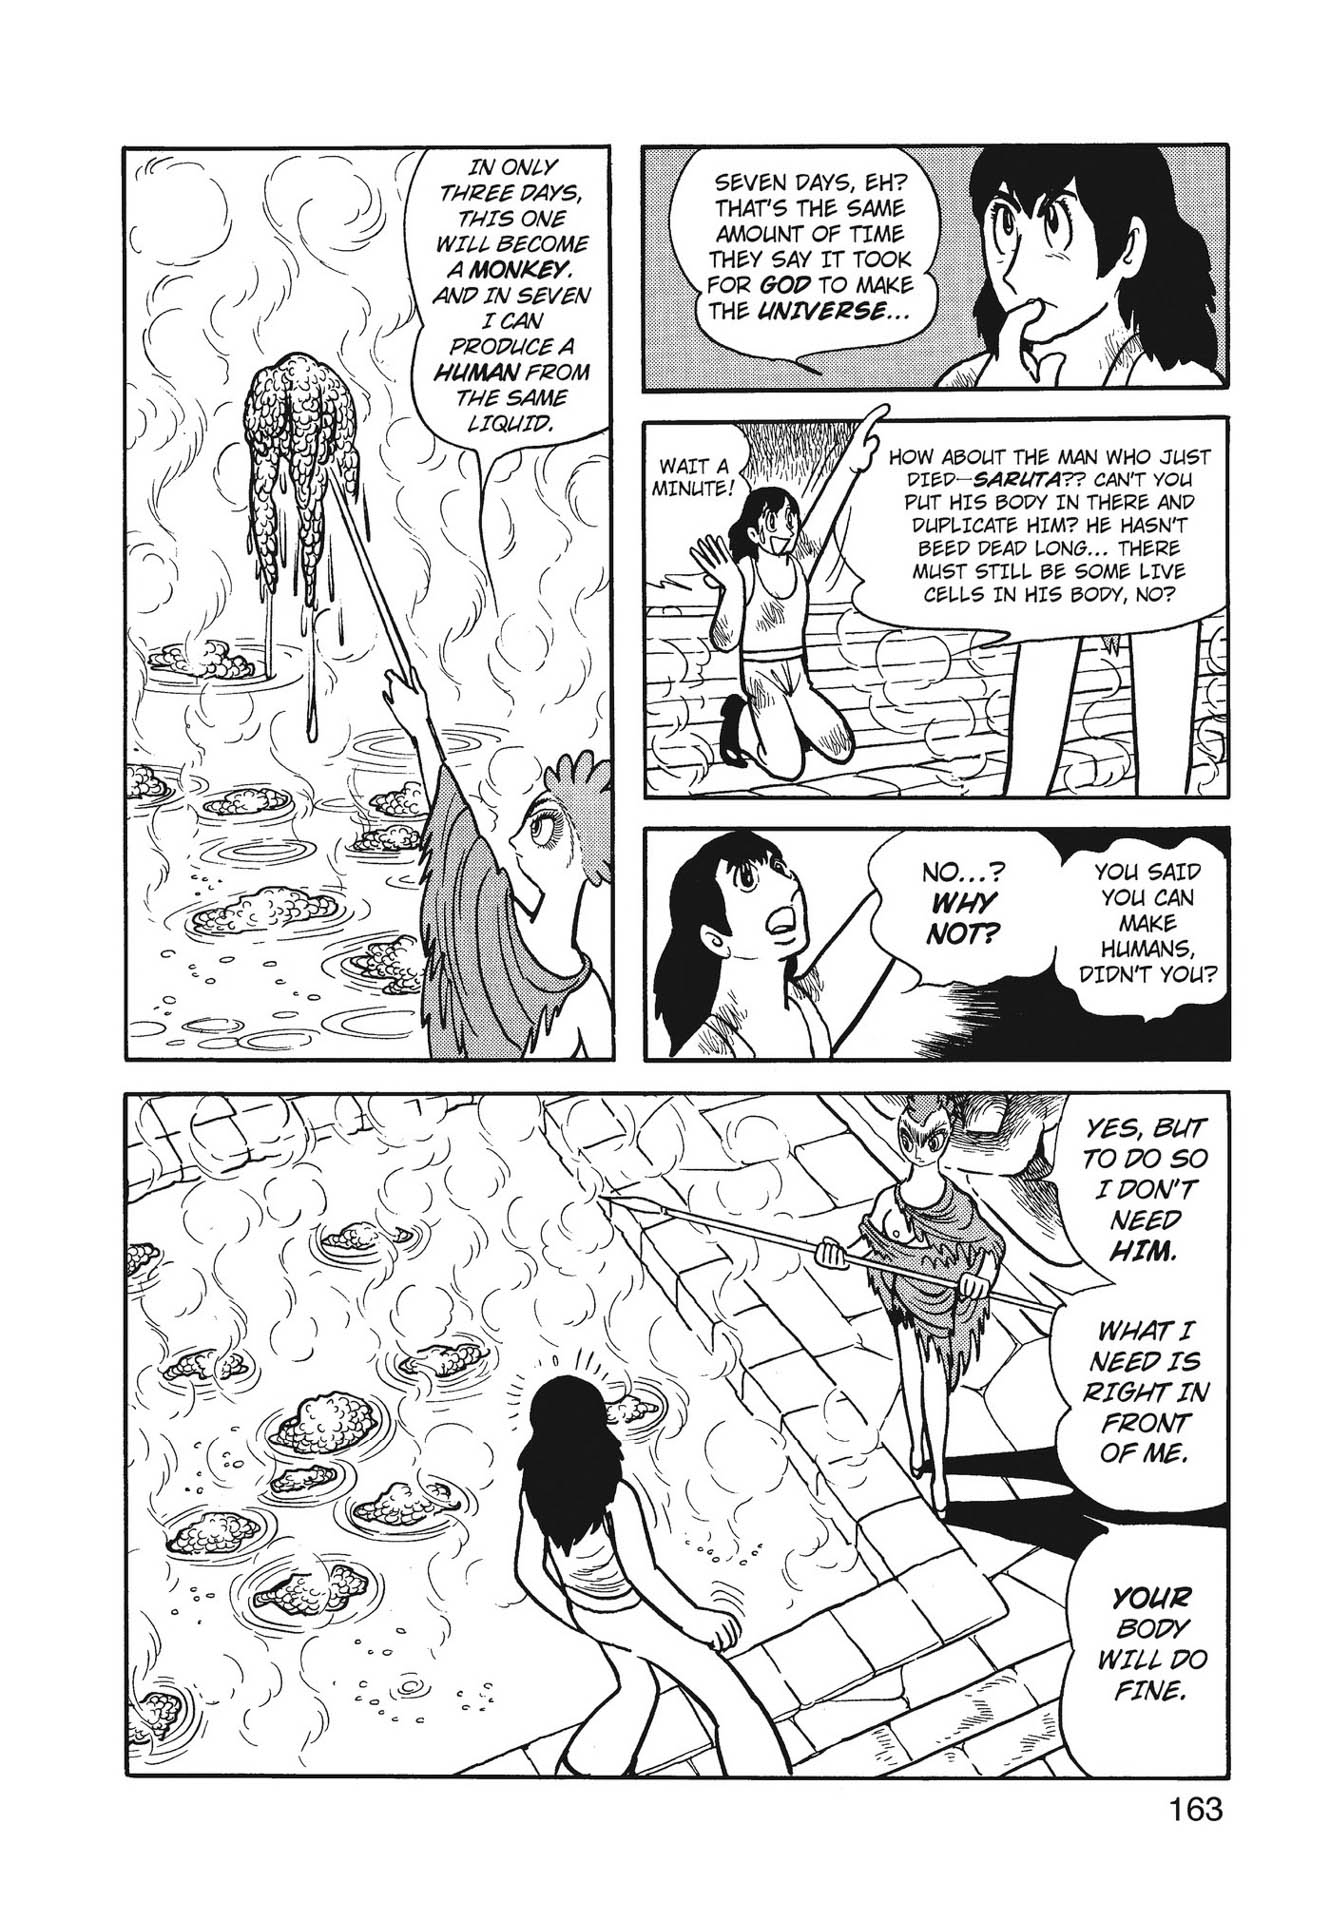 IN ONLY
THREE DAYS,
THIS ONE
WILL BECOME
A MONKEY.
AND IN SEVEN
I CAN
PRODUCE A
HUMAN FROM
THE SAME
LIQUID.
SEVEN DAYS, EH?
THAT'S THE SAME
AMOUNT OF TIME
THEY SAY IT TOOK
FOR GOD TO MAKE
THE UNIVERSE...
WAIT A
MINUTE!
HOW ABOUT THE MAN WHO JUST
DIED—SARUTA?? CAN'T YOU
PUT HIS BODY IN THERE AND
DUPLICATE HIM? HE HASN'T
BEED DEAD LONG... THERE
MUST STILL BE SOME LIVE
CELLS IN HIS BODY, NO?
NO...?
WHY
NOT?
YOU SAID
YOU CAN
MAKE
HUMANS,
DIDN'T YOU?
YES, BUT
TO DO SO
I DON'T
NEED
HIM.
WHAT I
NEED IS
RIGHT IN
FRONT
OF ME.
YOUR
BODY
WILL DO
FINE.
163